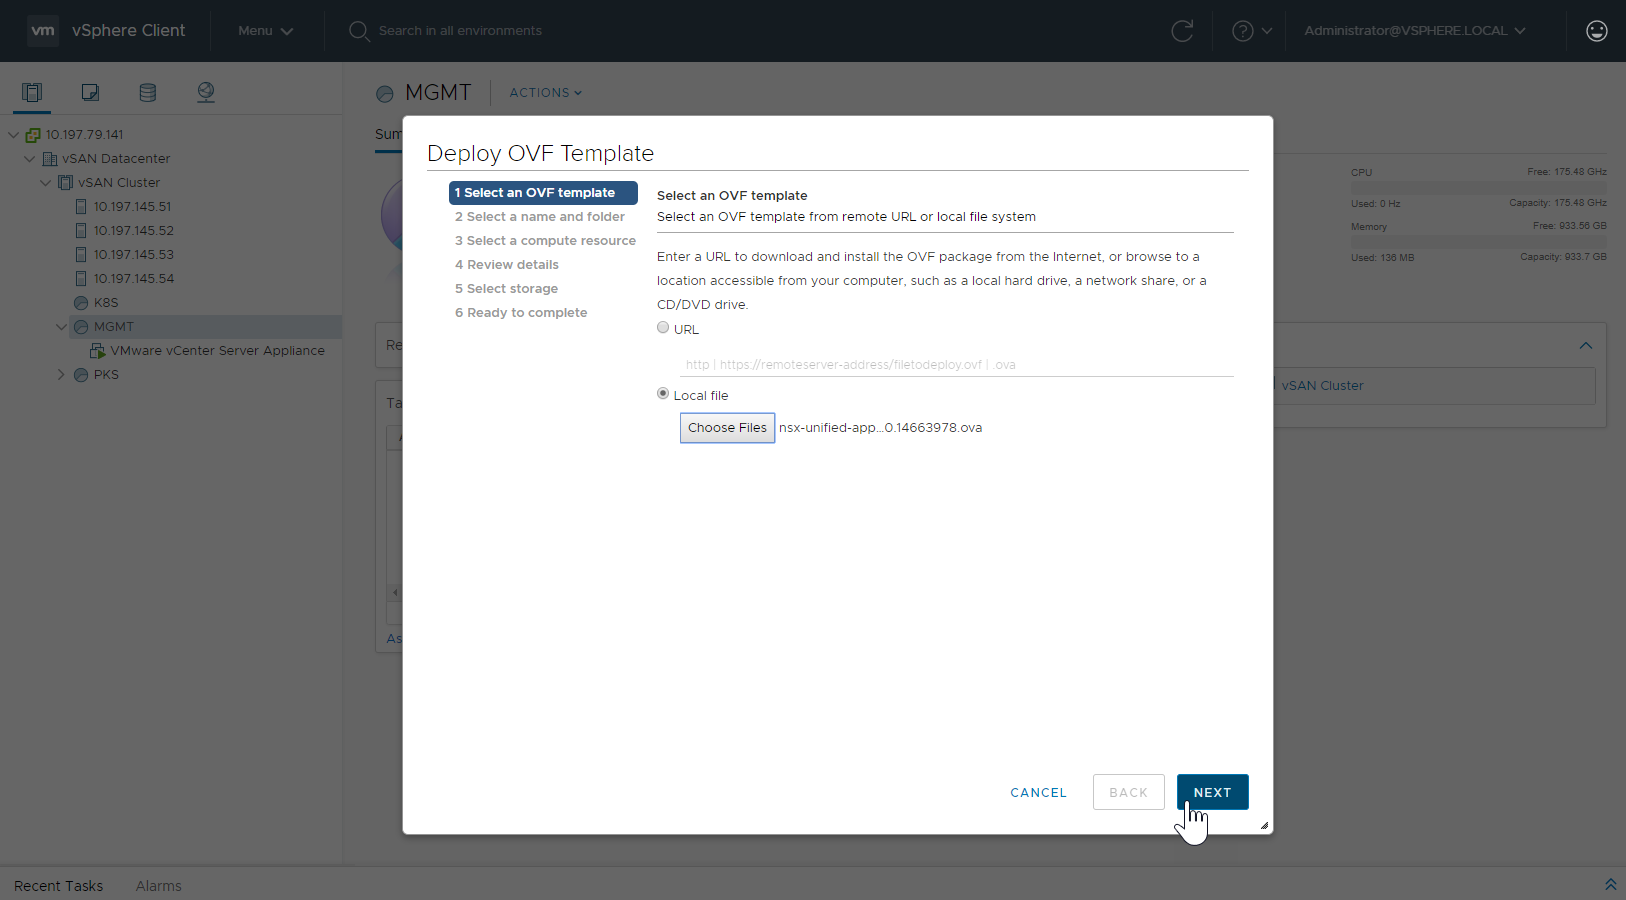 vm vSphere Client Menu Search in all environments Administrator@VSPHERE.LOCAL
MGMT ACTIONS
10.197.79.141
vSAN Datacenter
vSAN Cluster
10.197.145.51
10.197.145.52
10.197.145.53
10.197.145.54
K8S
MGMT
VMware vCenter Server Appliance
PKS
Deploy OVF Template
1 Select an OVF template
2 Select a name and folder
3 Select a compute resource
4 Review details
5 Select storage
6 Ready to complete
Select an OVF template
Select an OVF template from remote URL or local file system
Enter a URL to download and install the OVF package from the Internet, or browse to a
location accessible from your computer, such as a local hard drive, a network share, or a
CD/DVD drive.
URL
http | https://remoteserver-address/filetodeploy.ovf | .ova
Local file
Choose Files nsx-unified-app...0.14663978.ova
CANCEL BACK NEXT
CPU Free: 175.48 GHz
Used: 0 Hz Capacity: 175.48 GHz
Memory Free: 933.56 GB
Used: 136 MB Capacity: 933.7 GB
vSAN Cluster
Recent Tasks Alarms